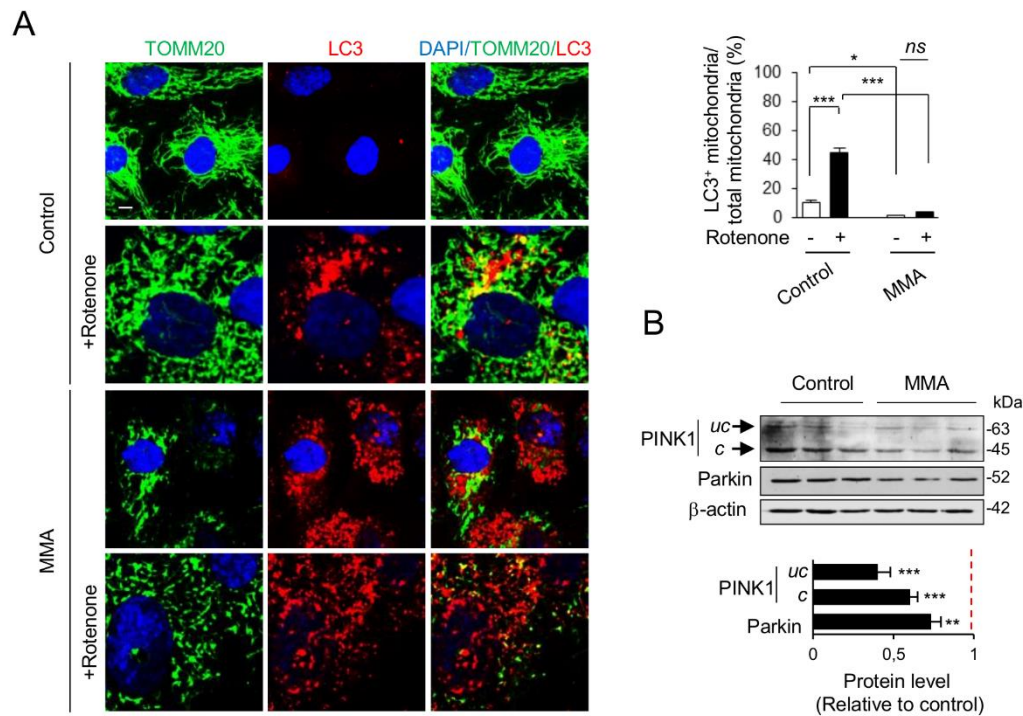 A
TOMM20 LC3 DAPI/TOMM20/LC3
Control
+Rotenone
MMA
+Rotenone
LC3⁺ mitochondria/
total mitochondria (%)
100
80
60
40
20
0
* ns
***
***
Rotenone - + - +
Control MMA
B
Control MMA
kDa
PINK1 uc -63
c -45
Parkin -52
β-actin -42
PINK1 uc ***
c ***
Parkin **
0 0,5 1
Protein level
(Relative to control)